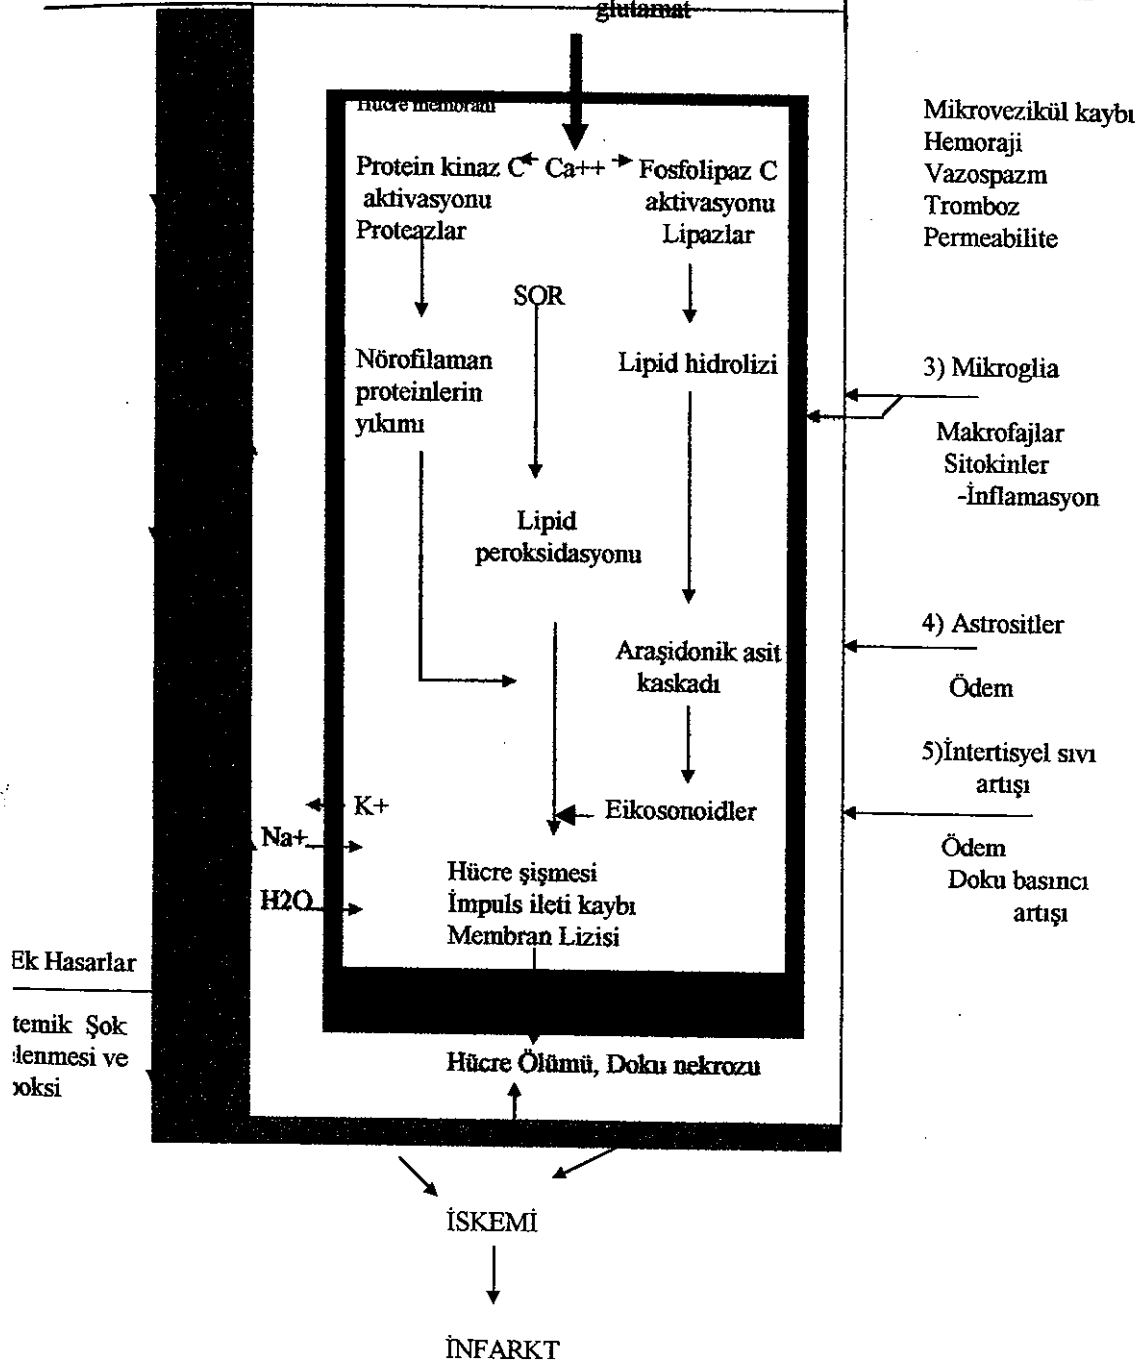 glutamat
Hücre membranı
Protein kinaz C
aktivasyonu
Proteazlar
Ca++
Fosfolipaz C
aktivasyonu
Lipazlar
SOR
Nörofilaman
proteinlerin
yıkımı
Lipid hidrolizi
Lipid
peroksidasyonu
Araşidonik asit
kaskadı
Eikosonoidler
K+
Na+
H2O
Hücre şişmesi
İmpuls ileti kaybı
Membran Lizisi
Hücre Ölümü, Doku nekrozu
İSKEMİ
İNFARKT
Mikrovezikül kaybı
Hemoraji
Vazospazm
Tromboz
Permeabilite
3) Mikroglia
Makrofajlar
Sitokinler
-İnflamasyon
4) Astrositler
Ödem
5)İntertisyel sıvı
artışı
Ödem
Doku basıncı
artışı
Ek Hasarlar
temik Şok
lenmesi ve
oksi